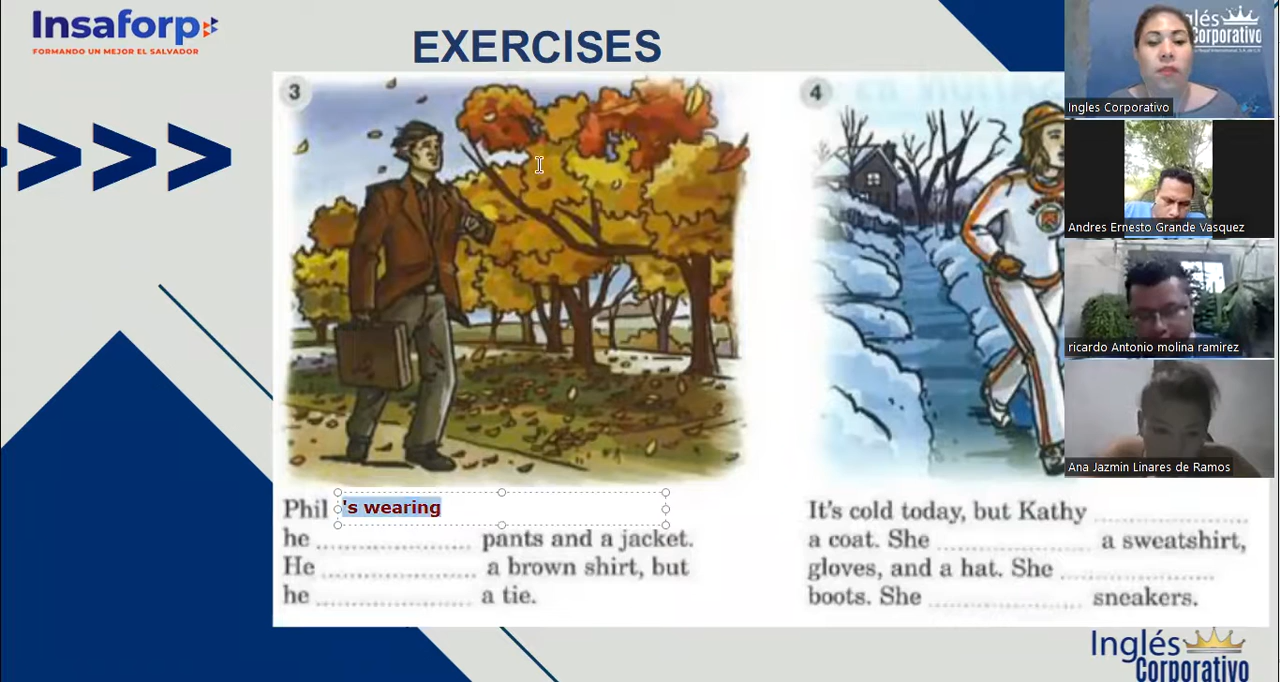 Insaforp
FORMANDO UN MEJOR EL SALVADOR
EXERCISES
3
Phil 's wearing
he .................... pants and a jacket.
He .................... a brown shirt, but
he .................... a tie.
4
It's cold today, but Kathy ....................
a coat. She .................... a sweatshirt,
gloves, and a hat. She ....................
boots. She .................... sneakers.
Inglés
Corporativo
glés
Corporativo
Ingles Corporativo
Andres Ernesto Grande Vasquez
ricardo Antonio molina ramirez
Ana Jazmin Linares de Ramos